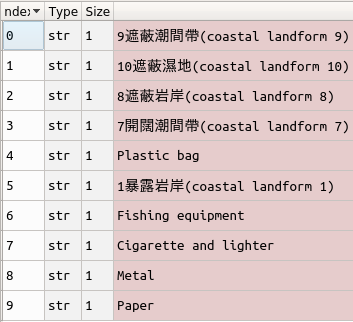 ndex Type Size
0 str 1 9遮蔽潮間帶(coastal landform 9)
1 str 1 10遮蔽濕地(coastal landform 10)
2 str 1 8遮蔽岩岸(coastal landform 8)
3 str 1 7開闊潮間帶(coastal landform 7)
4 str 1 Plastic bag
5 str 1 1暴露岩岸(coastal landform 1)
6 str 1 Fishing equipment
7 str 1 Cigarette and lighter
8 str 1 Metal
9 str 1 Paper